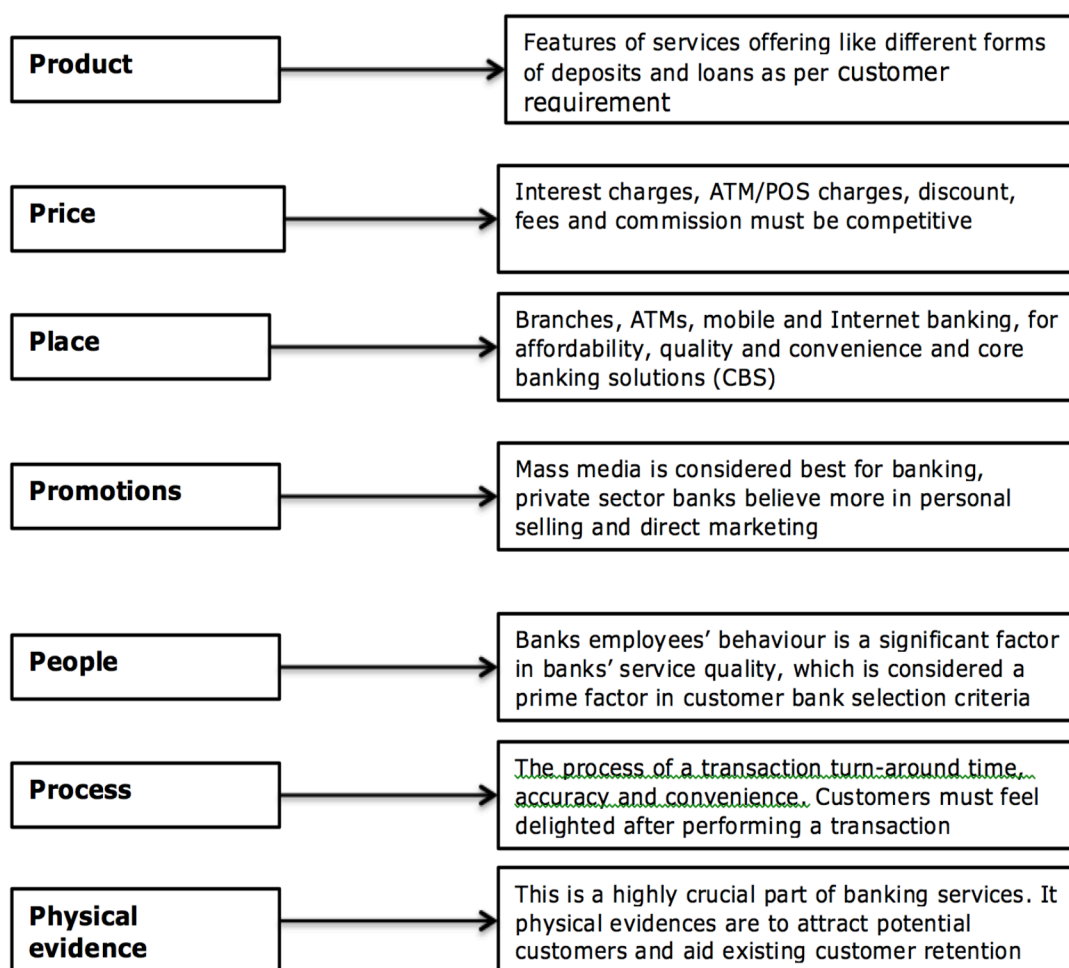 Product
Features of services offering like different forms
of deposits and loans as per customer
requirement
Price
Interest charges, ATM/POS charges, discount,
fees and commission must be competitive
Place
Branches, ATMs, mobile and Internet banking, for
affordability, quality and convenience and core
banking solutions (CBS)
Promotions
Mass media is considered best for banking,
private sector banks believe more in personal
selling and direct marketing
People
Banks employees’ behaviour is a significant factor
in banks’ service quality, which is considered a
prime factor in customer bank selection criteria
Process
The process of a transaction turn-around time,
accuracy and convenience. Customers must feel
delighted after performing a transaction
Physical
evidence
This is a highly crucial part of banking services. It
physical evidences are to attract potential
customers and aid existing customer retention